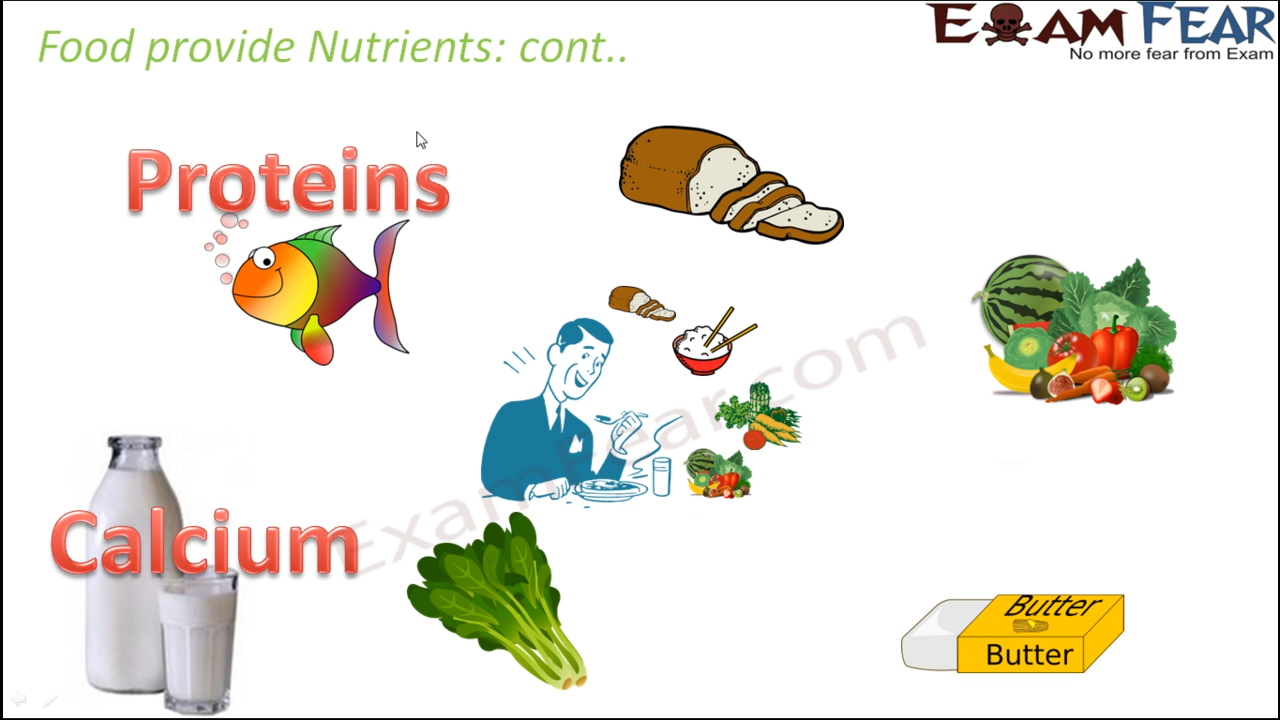 Food provide Nutrients: cont..
EXAM FEAR
No more fear from Exam
Proteins
ExamFear.com
Calcium
Butter
Butter